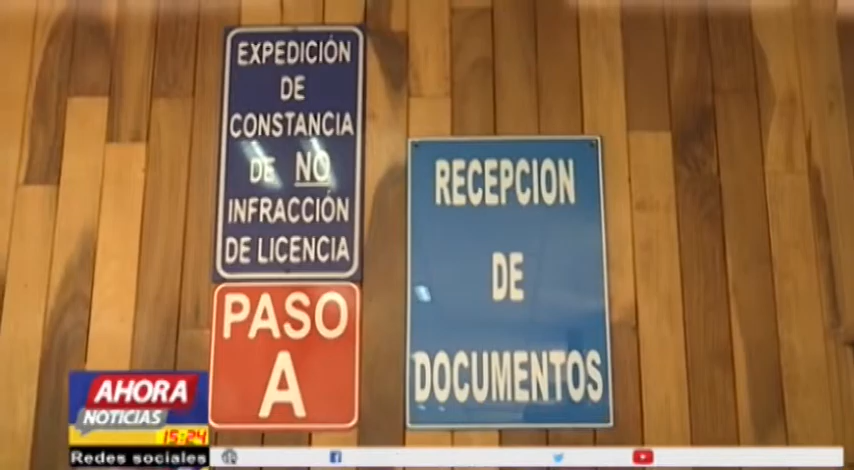 EXPEDICIÓN
DE
CONSTANCIA
DE NO
INFRACCIÓN
DE LICENCIA
PASO
A
RECEPCION
DE
DOCUMENTOS
AHORA
NOTICIAS
15:24
Redes sociales